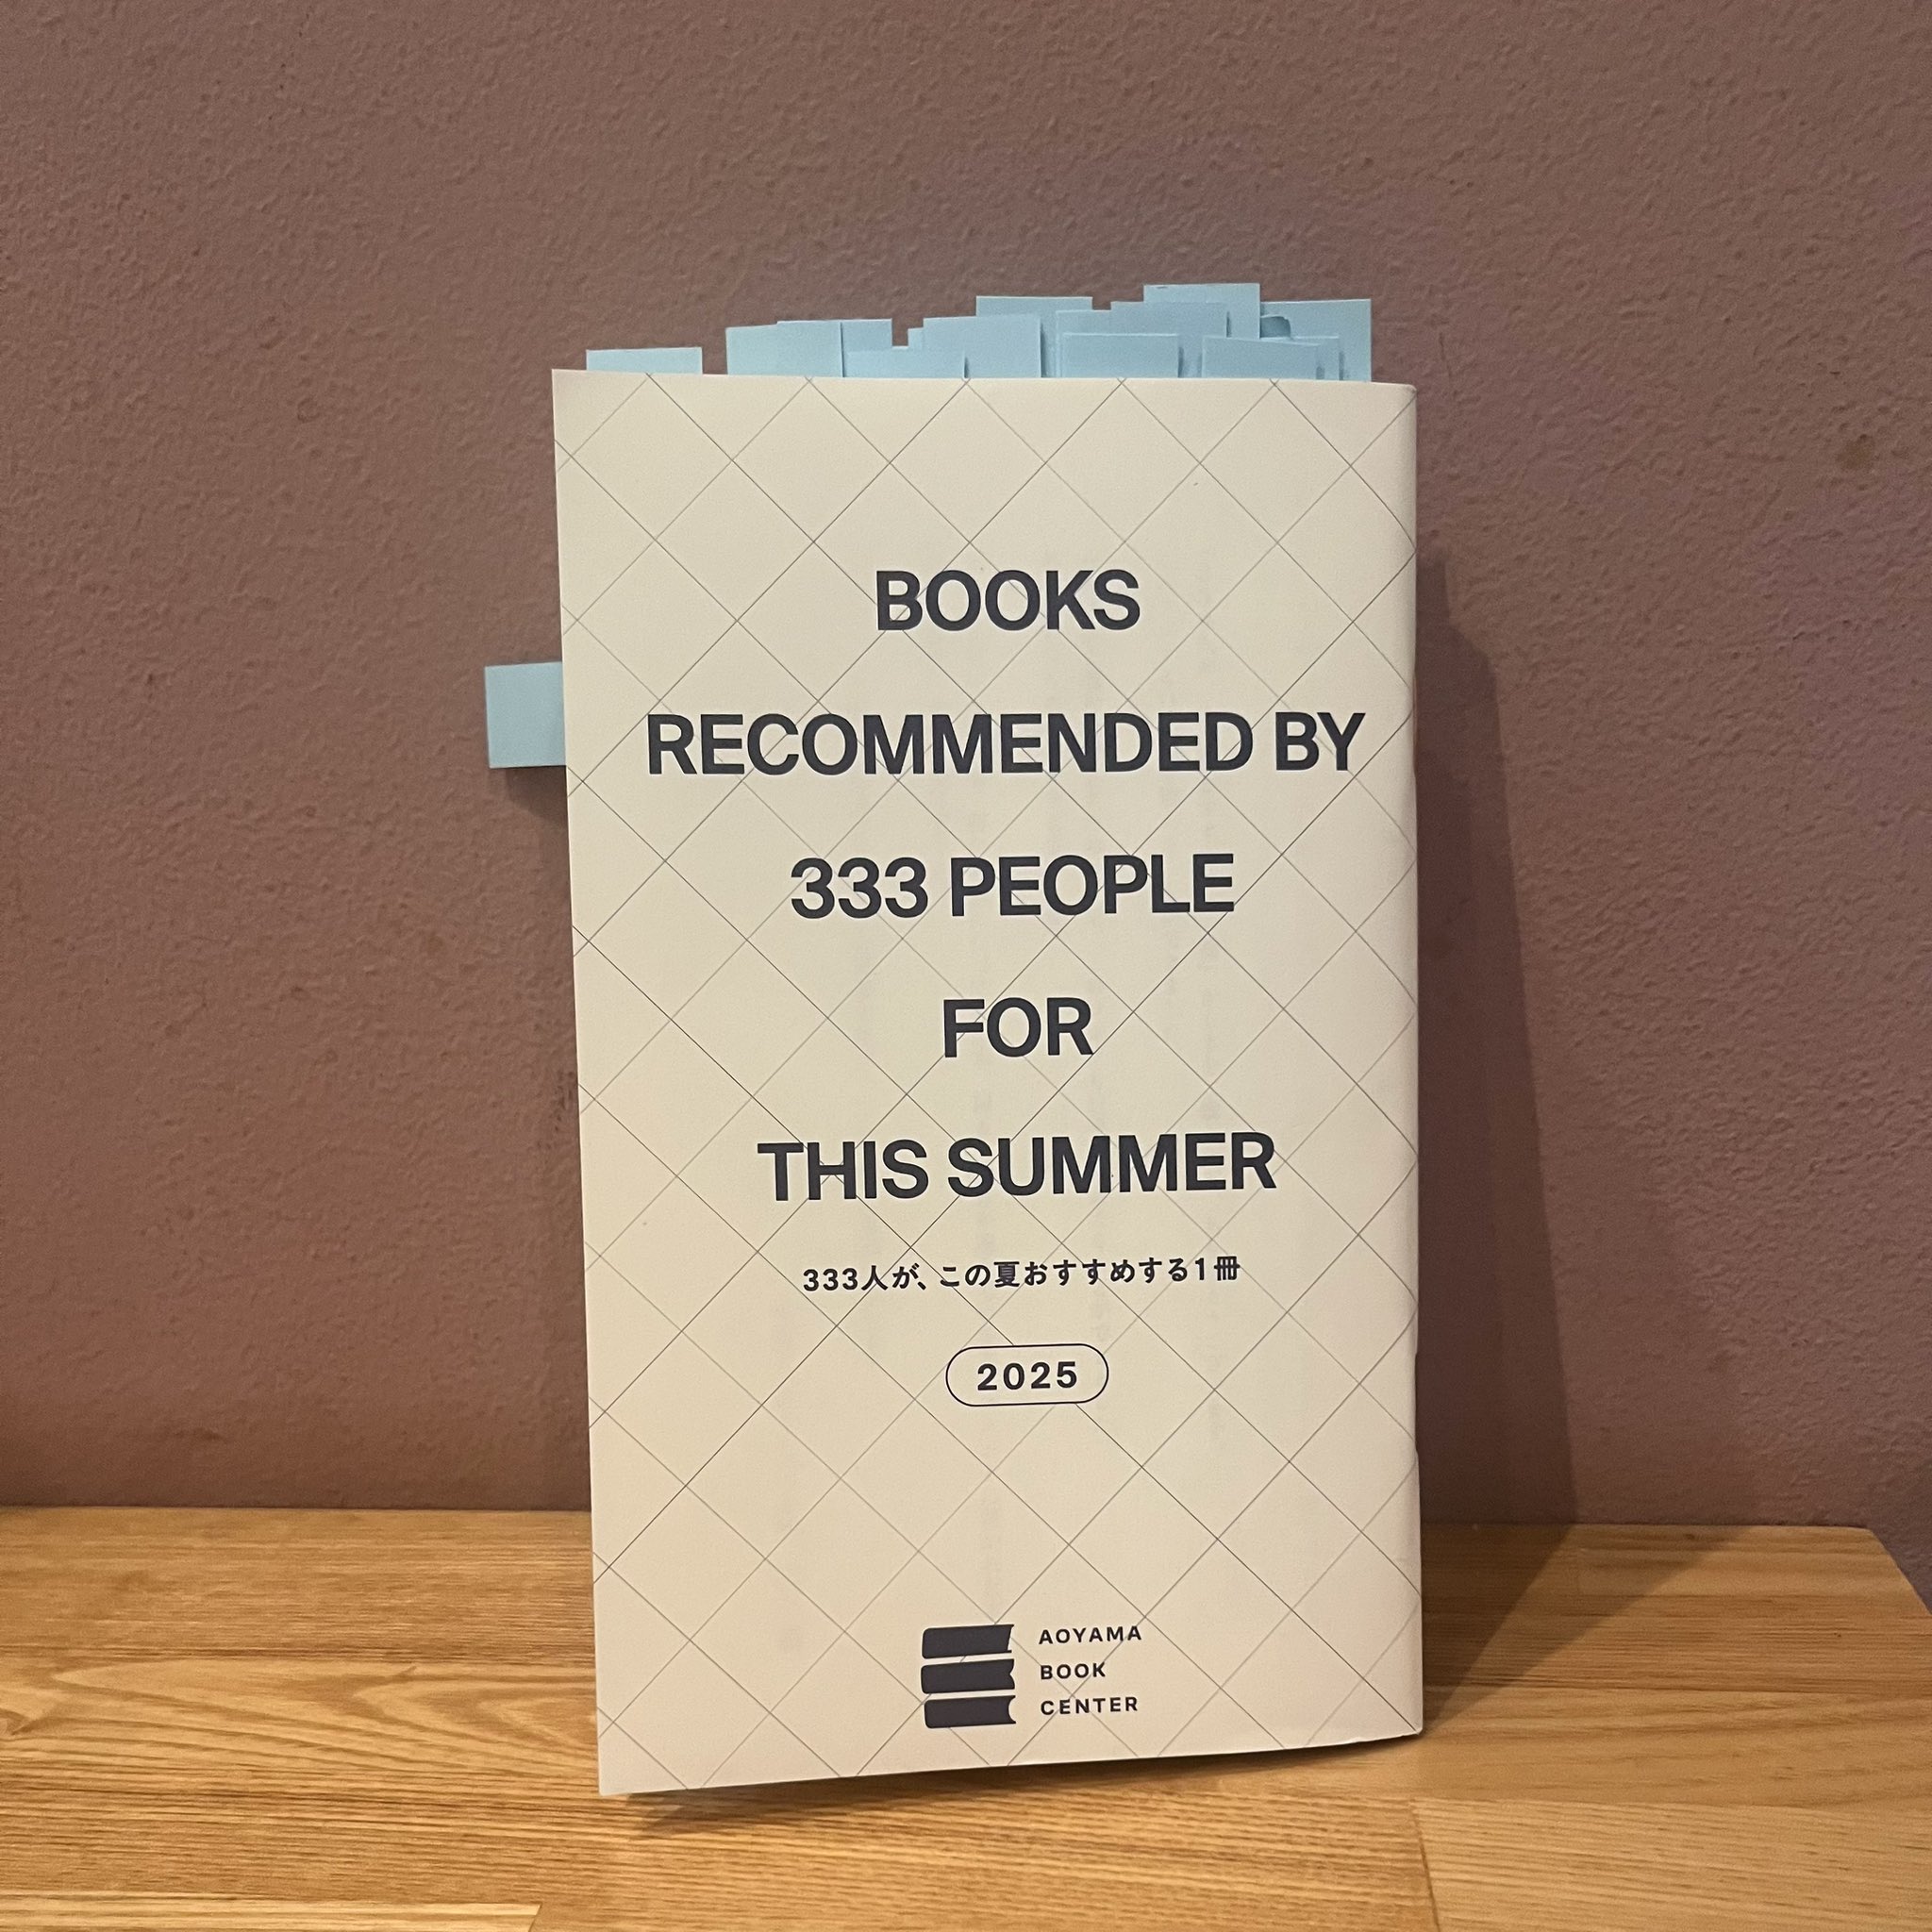 BOOKS
RECOMMENDED BY
333 PEOPLE
FOR
THIS SUMMER
333人が、この夏おすすめする1冊
2025
AOYAMA
BOOK
CENTER